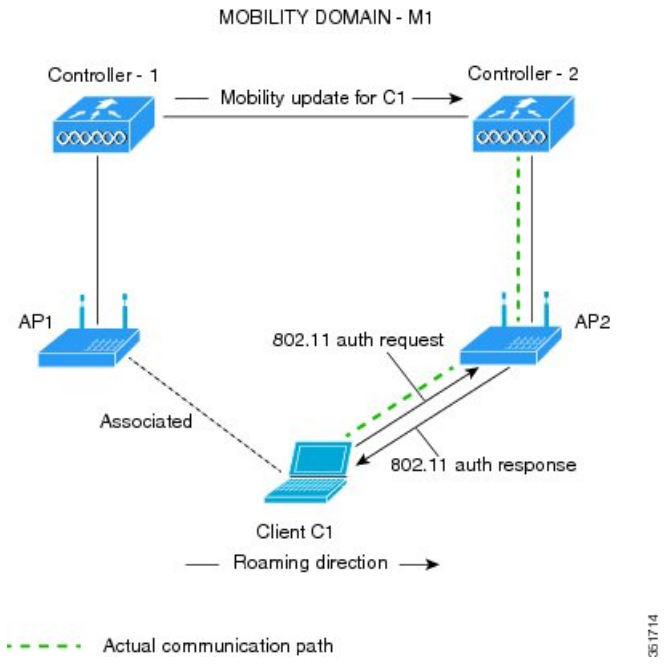 MOBILITY DOMAIN - M1
Controller - 1
Controller - 2
Mobility update for C1
AP1
AP2
802.11 auth request
Associated
802.11 auth response
Client C1
Roaming direction
Actual communication path
351714